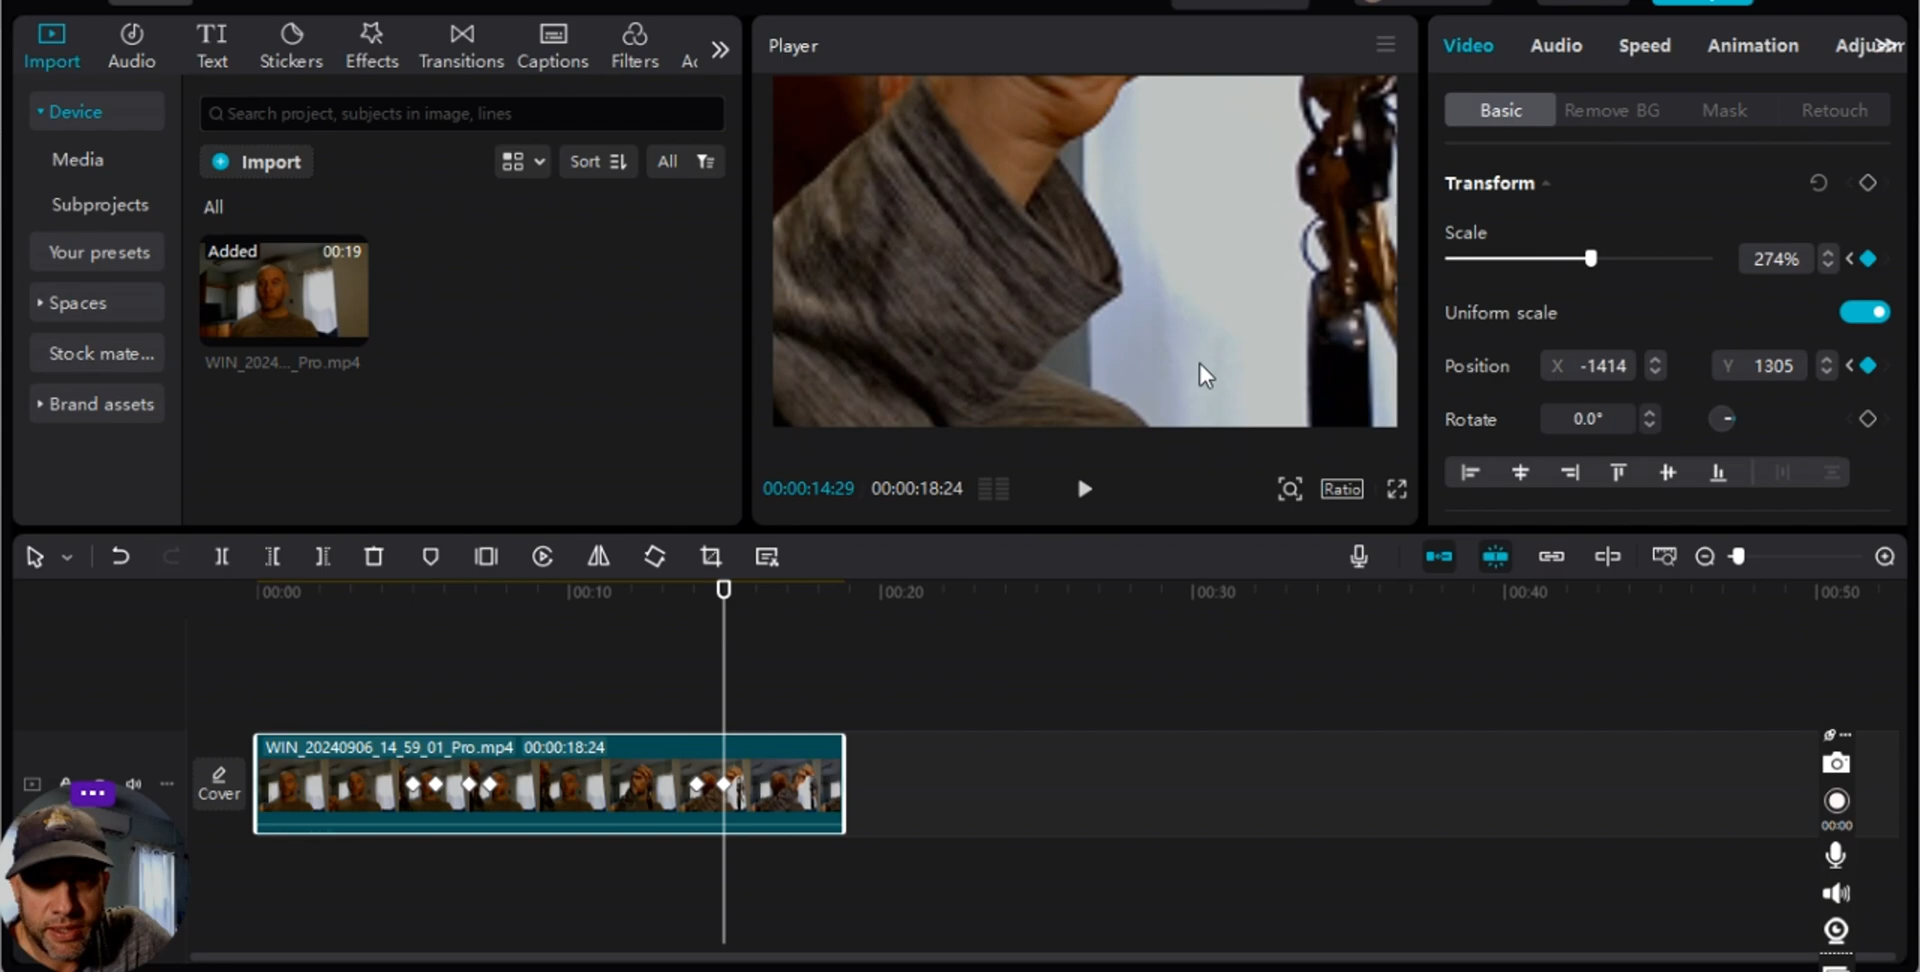 Import
Audio
Text
Stickers
Effects
Transitions
Captions
Filters
Player
Video
Audio
Speed
Animation
Device
Media
Subprojects
Your presets
Spaces
Stock mate...
Brand assets
Search project, subjects in image, lines
Import
Sort
All
All
Added 00:19
WIN_2024..._Pro.mp4
00:00:14:29 00:00:18:24
Ratio
Basic
Remove BG
Mask
Retouch
Transform
Scale
274%
Uniform scale
Position X -1414 Y 1305
Rotate 0.0°
00:00 00:10 00:20 00:30 00:40 00:50
Cover
WIN_20240906_14_59_01_Pro.mp4 00:00:18:24
00:00